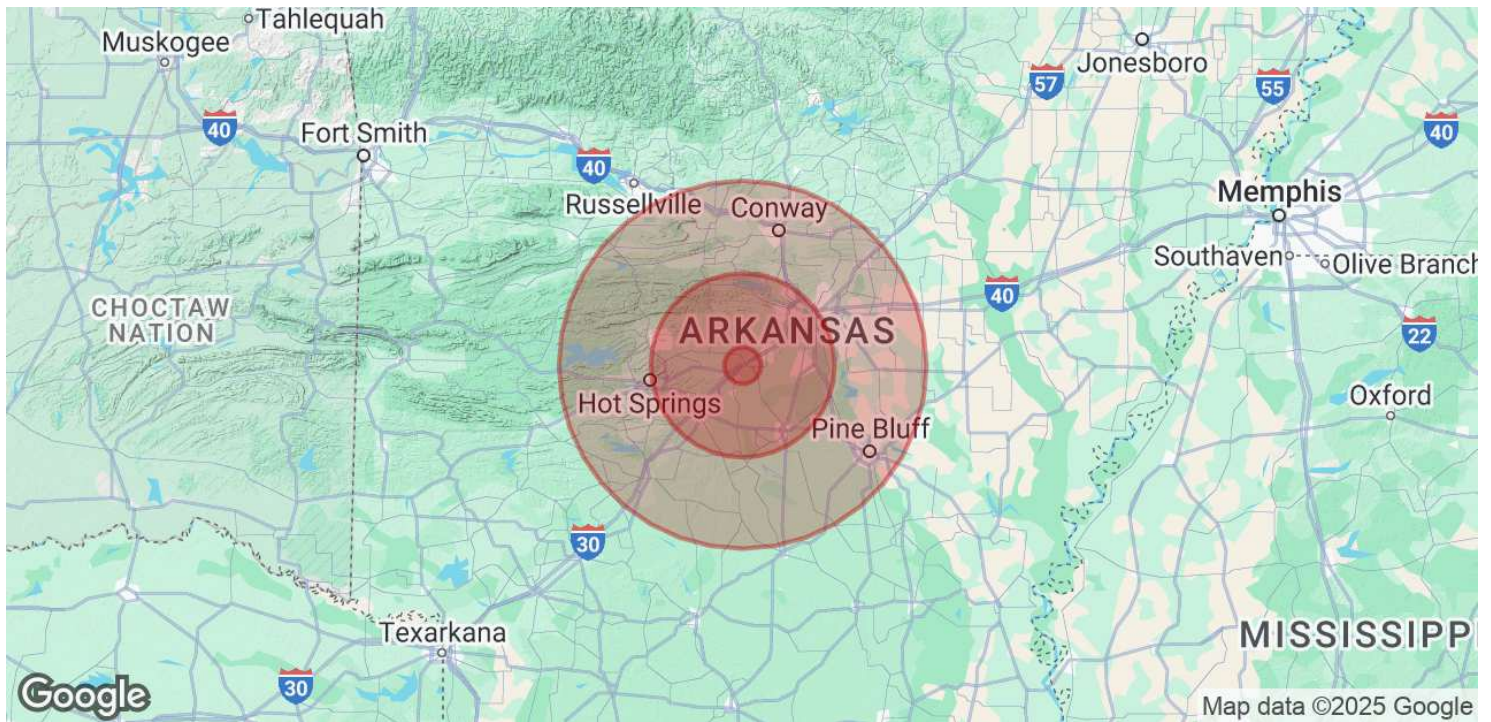 Tahlequah
Muskogee
Jonesboro
57
55
40
Fort Smith
40
40
Russellville
Conway
Memphis
Southaven
Olive Branch
CHOCTAW
NATION
40
ARKANSAS
22
Hot Springs
Oxford
Pine Bluff
30
Texarkana
MISSISSIPP
30
Google
Map data ©2025 Google